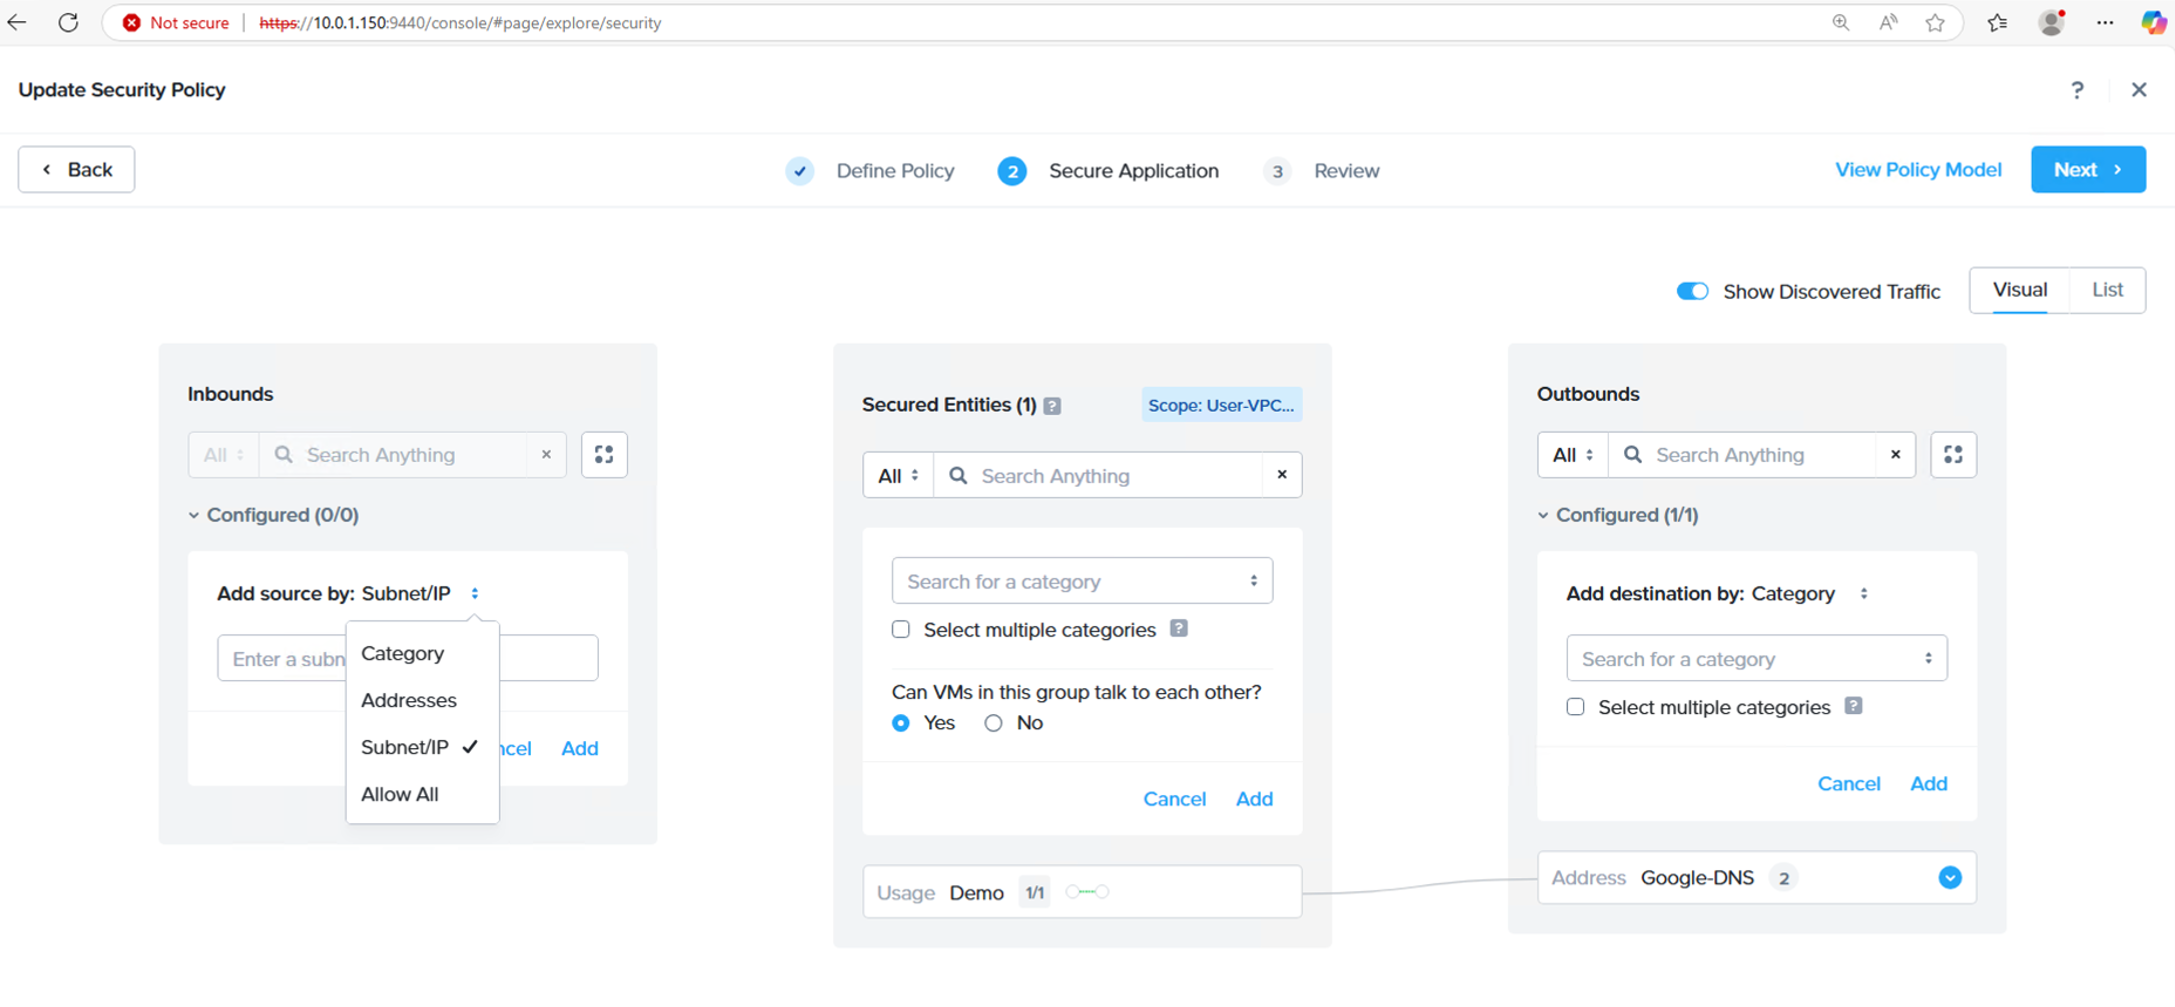 Not secure
https://10.0.1.150:9440/console/#page/explore/security
Update Security Policy
?
Back
Define Policy
2 Secure Application
3 Review
View Policy Model
Next
Show Discovered Traffic
Visual
List
Inbounds
All
Search Anything
Configured (0/0)
Add source by: Subnet/IP
Enter a subn
Category
Addresses
Subnet/IP
Allow All
ncel
Add
Secured Entities (1) ?
Scope: User-VPC...
All
Search Anything
Search for a category
Select multiple categories ?
Can VMs in this group talk to each other?
Yes
No
Cancel
Add
Usage Demo 1/1
Outbounds
All
Search Anything
Configured (1/1)
Add destination by: Category
Search for a category
Select multiple categories ?
Cancel
Add
Address Google-DNS 2